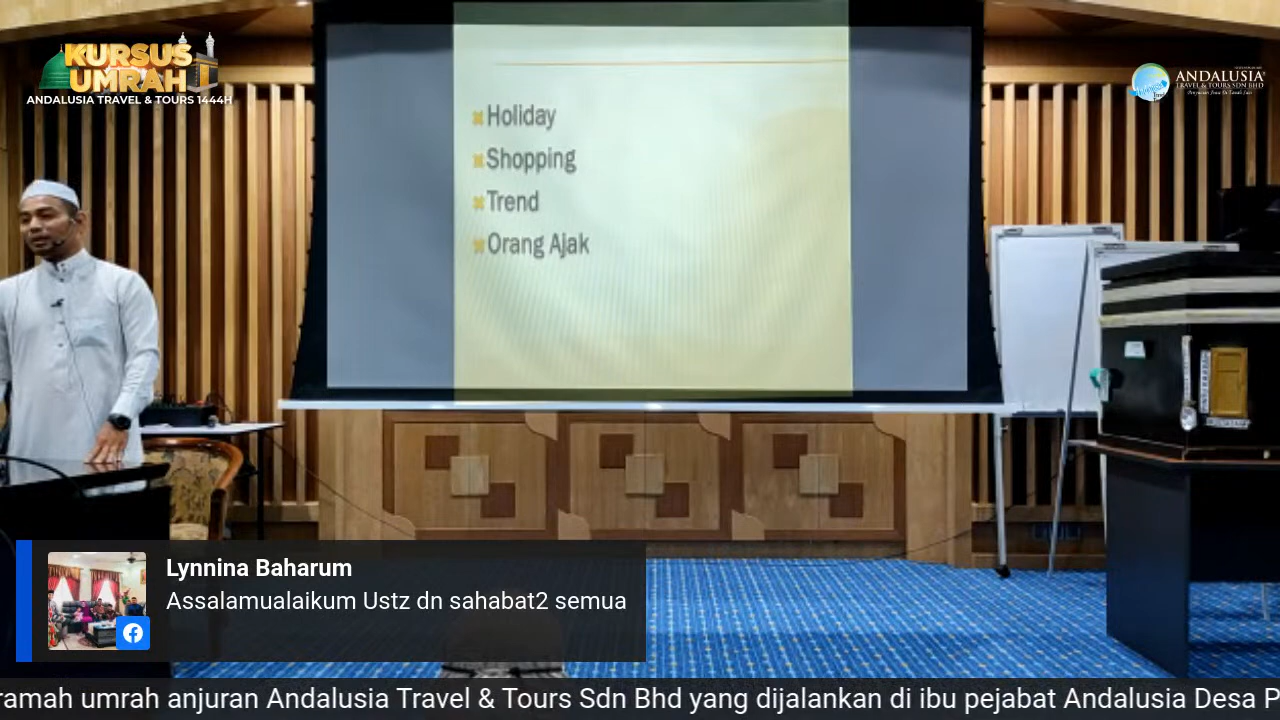 KURSUS
UMRAH
ANDALUSIA TRAVEL & TOURS 1444H
ANDALUSIA
TRAVEL & TOURS SDN BHD
Holiday
Shopping
Trend
Orang Ajak
Lynnina Baharum
Assalamualaikum Ustz dn sahabat2 semua
ramah umrah anjuran Andalusia Travel & Tours Sdn Bhd yang dijalankan di ibu pejabat Andalusia Desa P